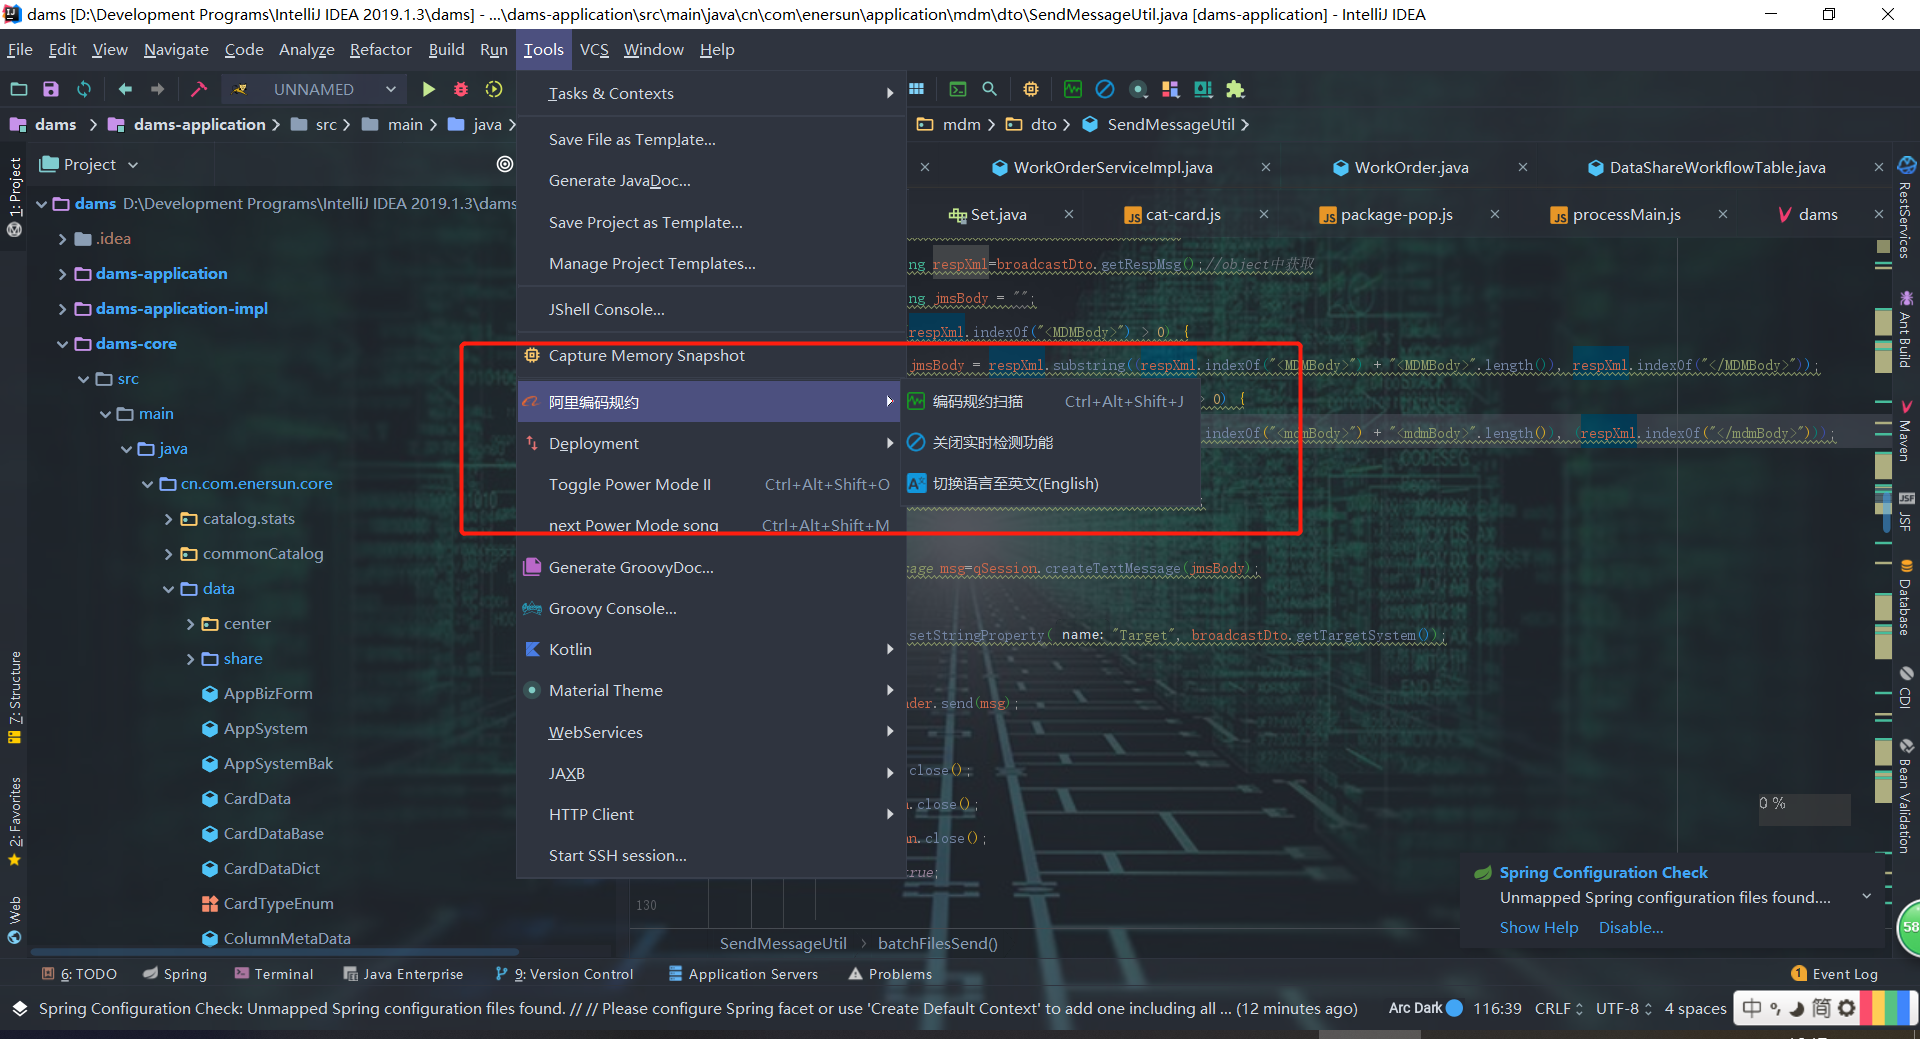 dams [D:\Development Programs\IntelliJ IDEA 2019.1.3\dams] - ...\dams-application\src\main\java\cn\com\enersun\application\mdm\dto\SendMessageUtil.java [dams-application] - IntelliJ IDEA
File Edit View Navigate Code Analyze Refactor Build Run Tools VCS Window Help
UNNAMED
dams dams-application src main java mdm dto SendMessageUtil
1: Project
7: Structure
2: Favorites
Web
Project
dams D:\Development Programs\IntelliJ IDEA 2019.1.3\dams
.idea
dams-application
dams-application-impl
dams-core
src
main
java
cn.com.enersun.core
catalog.stats
commonCatalog
data
center
share
AppBizForm
AppSystem
AppSystemBak
CardData
CardDataBase
CardDataDict
CardTypeEnum
ColumnMetaData
Tasks & Contexts
Save File as Template...
Generate JavaDoc...
Save Project as Template...
Manage Project Templates...
JShell Console...
Capture Memory Snapshot
阿里编码规约
Deployment
Toggle Power Mode II Ctrl+Alt+Shift+O
next Power Mode song Ctrl+Alt+Shift+M
Generate GroovyDoc...
Groovy Console...
Kotlin
Material Theme
WebServices
JAXB
HTTP Client
Start SSH session...
编码规约扫描 Ctrl+Alt+Shift+J
关闭实时检测功能
切换语言至英文(English)
WorkOrderServiceImpl.java WorkOrder.java DataShareWorkflowTable.java
Set.java cat-card.js package-pop.js processMain.js dams
ng respXml=broadcastDto.getRespMsg();//object中获取
ng jmsBody = "";
respXml.indexOf("<MDMBody>") > 0) {
jmsBody = respXml.substring((respXml.indexOf("<MDMBody>") + "<MDMBody>".length()), respXml.indexOf("</MDMBody>"));
> 0) {
indexOf("<mdmBody>") + "<mdmBody>".length()), (respXml.indexOf("</mdmBody>")));
;
sage msg=qSession.createTextMessage(jmsBody);
setStringProperty( name: "Target", broadcastDto.getTargetSystem());
der.send(msg);
close();
.close();
n.close();
rue;
130
0 %
SendMessageUtil batchFilesSend()
RestServices
Ant Build
Maven
JSF
Database
CDI
Bean Validation
Spring Configuration Check
Unmapped Spring configuration files found....
Show Help Disable...
58
6: TODO Spring Terminal Java Enterprise 9: Version Control Application Servers Problems 1 Event Log
Spring Configuration Check: Unmapped Spring configuration files found. // // Please configure Spring facet or use 'Create Default Context' to add one including all ... (12 minutes ago) Arc Dark 116:39 CRLF UTF-8 4 spaces 中 简